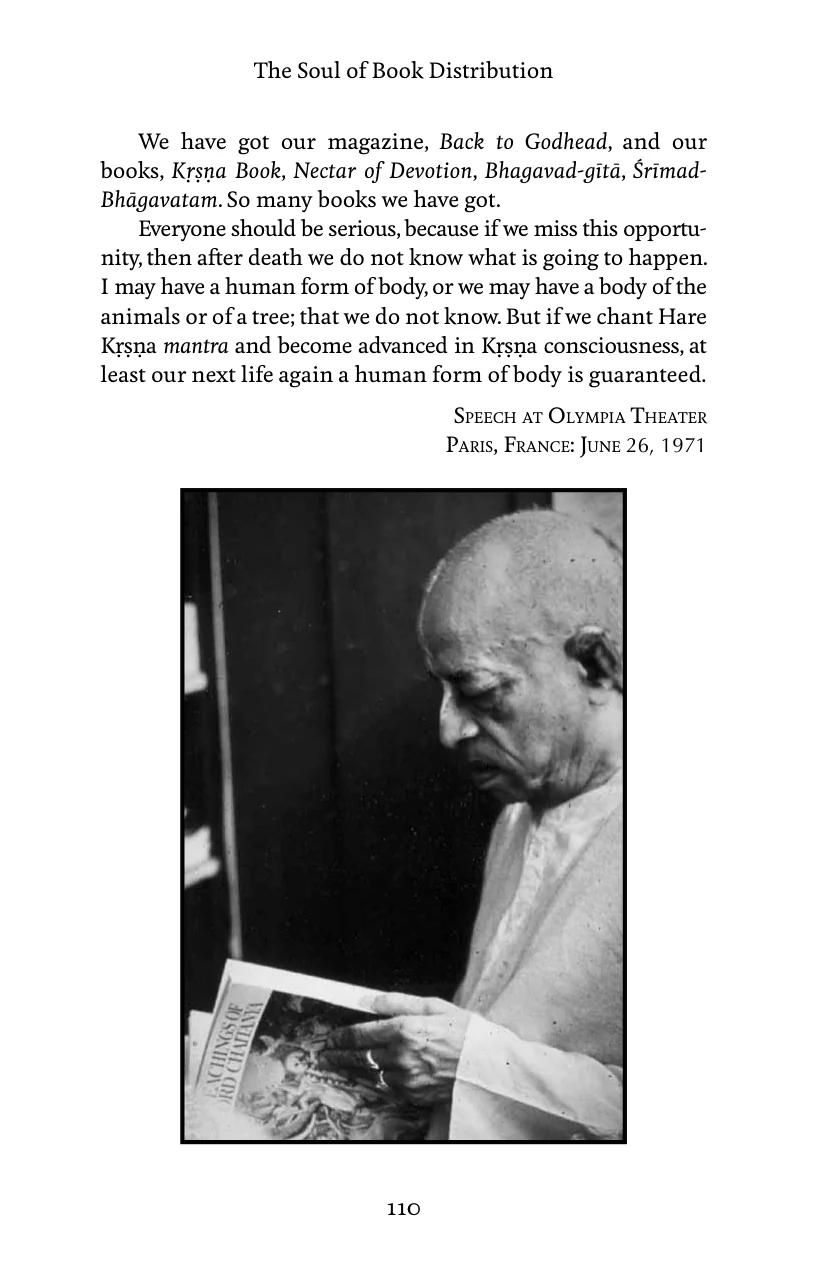 The Soul of Book Distribution
We have got our magazine, Back to Godhead, and our
books, Kṛṣṇa Book, Nectar of Devotion, Bhagavad-gītā, Śrīmad-
Bhāgavatam. So many books we have got.
Everyone should be serious, because if we miss this opportu-
nity, then after death we do not know what is going to happen.
I may have a human form of body, or we may have a body of the
animals or of a tree; that we do not know. But if we chant Hare
Kṛṣṇa mantra and become advanced in Kṛṣṇa consciousness, at
least our next life again a human form of body is guaranteed.
Speech at Olympia Theater
Paris, France: June 26, 1971
EACHINGS OF
ORD CHAITANYA
110